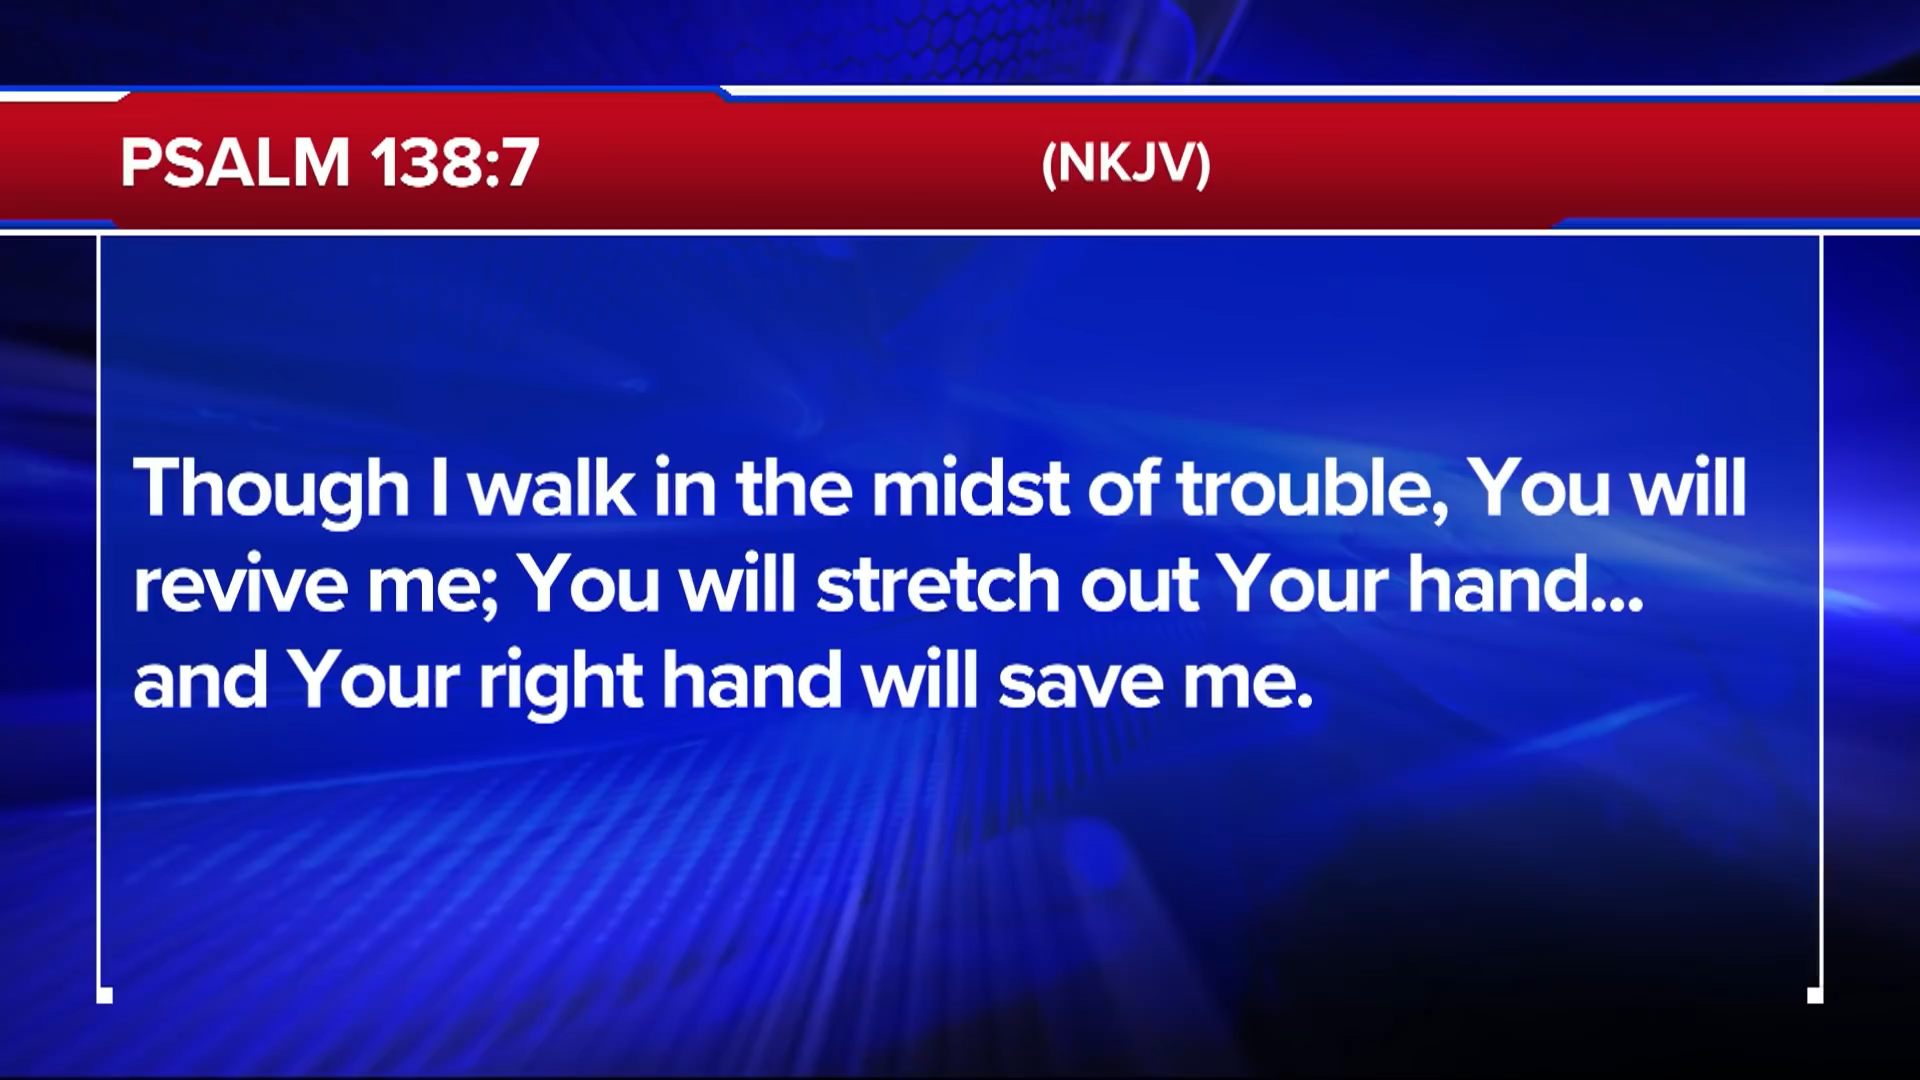 PSALM 138:7 (NKJV)
Though I walk in the midst of trouble, You will
revive me; You will stretch out Your hand...
and Your right hand will save me.